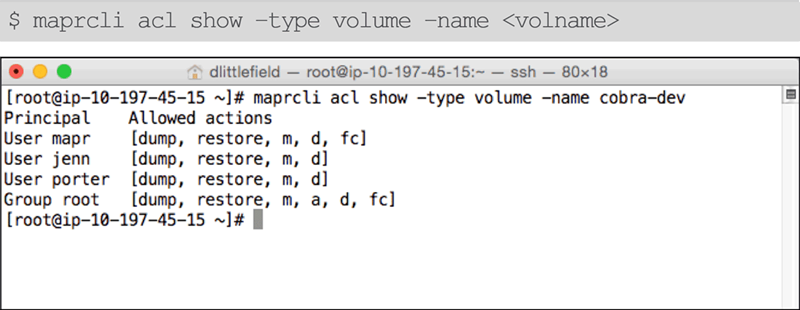 $ maprcli acl show –type volume –name <volname>
dlittlefield — root@ip-10-197-45-15:~ — ssh — 80×18
[root@ip-10-197-45-15 ~]# maprcli acl show -type volume -name cobra-dev
Principal    Allowed actions
User mapr    [dump, restore, m, d, fc]
User jenn    [dump, restore, m, d]
User porter  [dump, restore, m, d]
Group root   [dump, restore, m, a, d, fc]
[root@ip-10-197-45-15 ~]#